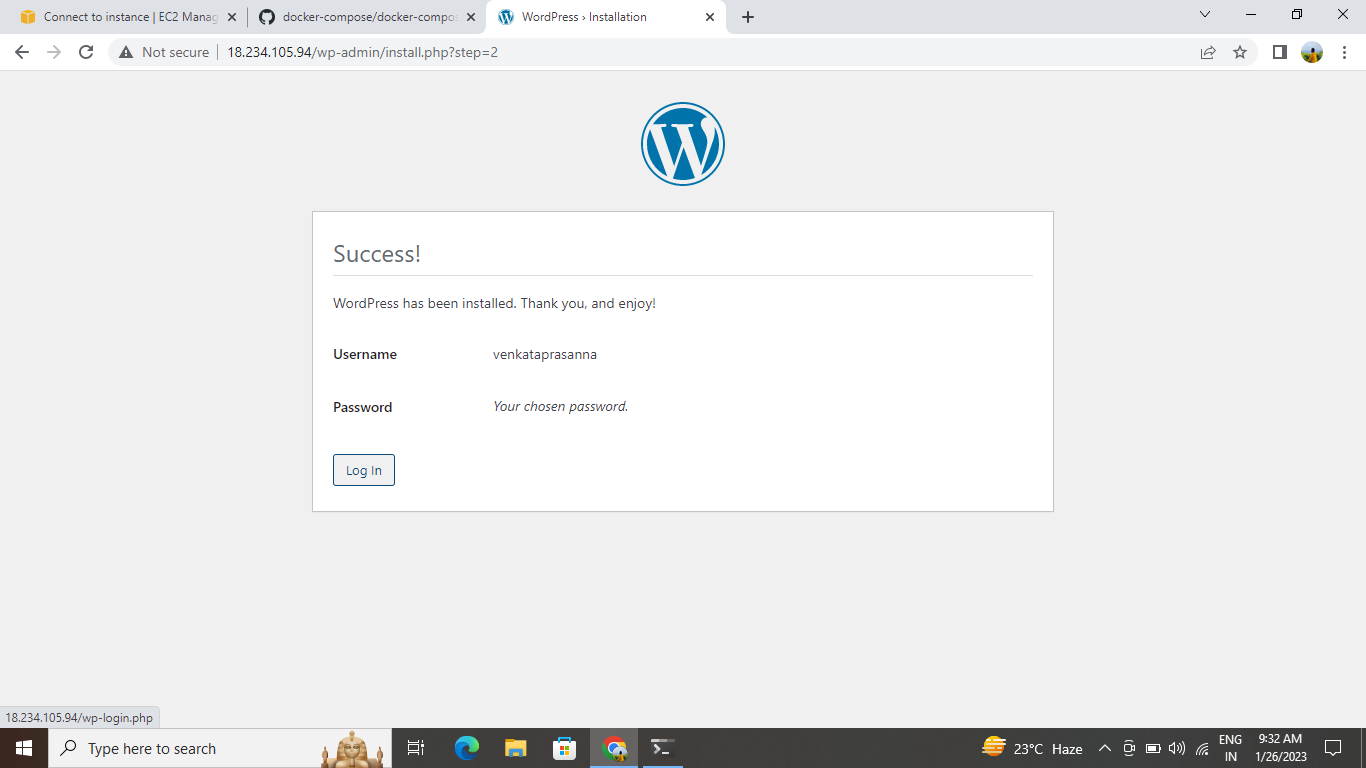 Connect to instance | EC2 Manag
docker-compose/docker-compo
WordPress › Installation
Not secure
18.234.105.94/wp-admin/install.php?step=2
W
Success!
WordPress has been installed. Thank you, and enjoy!
Username venkataprasanna
Password Your chosen password.
Log In
18.234.105.94/wp-login.php
Type here to search
23°C Haze
ENG
IN
9:32 AM
1/26/2023